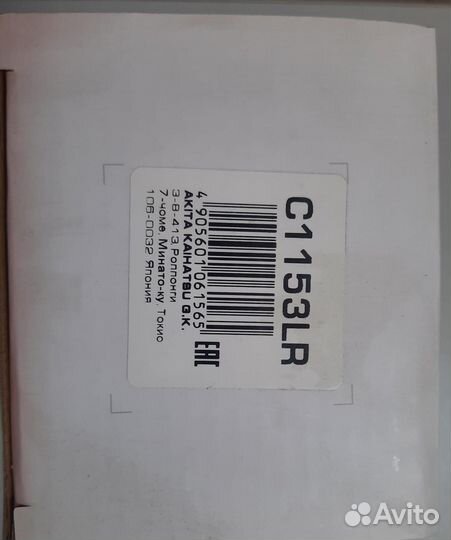 C1153LR
4 905601 061565
EAC
AKITA KAIHATSU G.K.
3-8-413, Роппонги
7-чоме, Минато-ку, Токио
106-0032 Япония
Avito